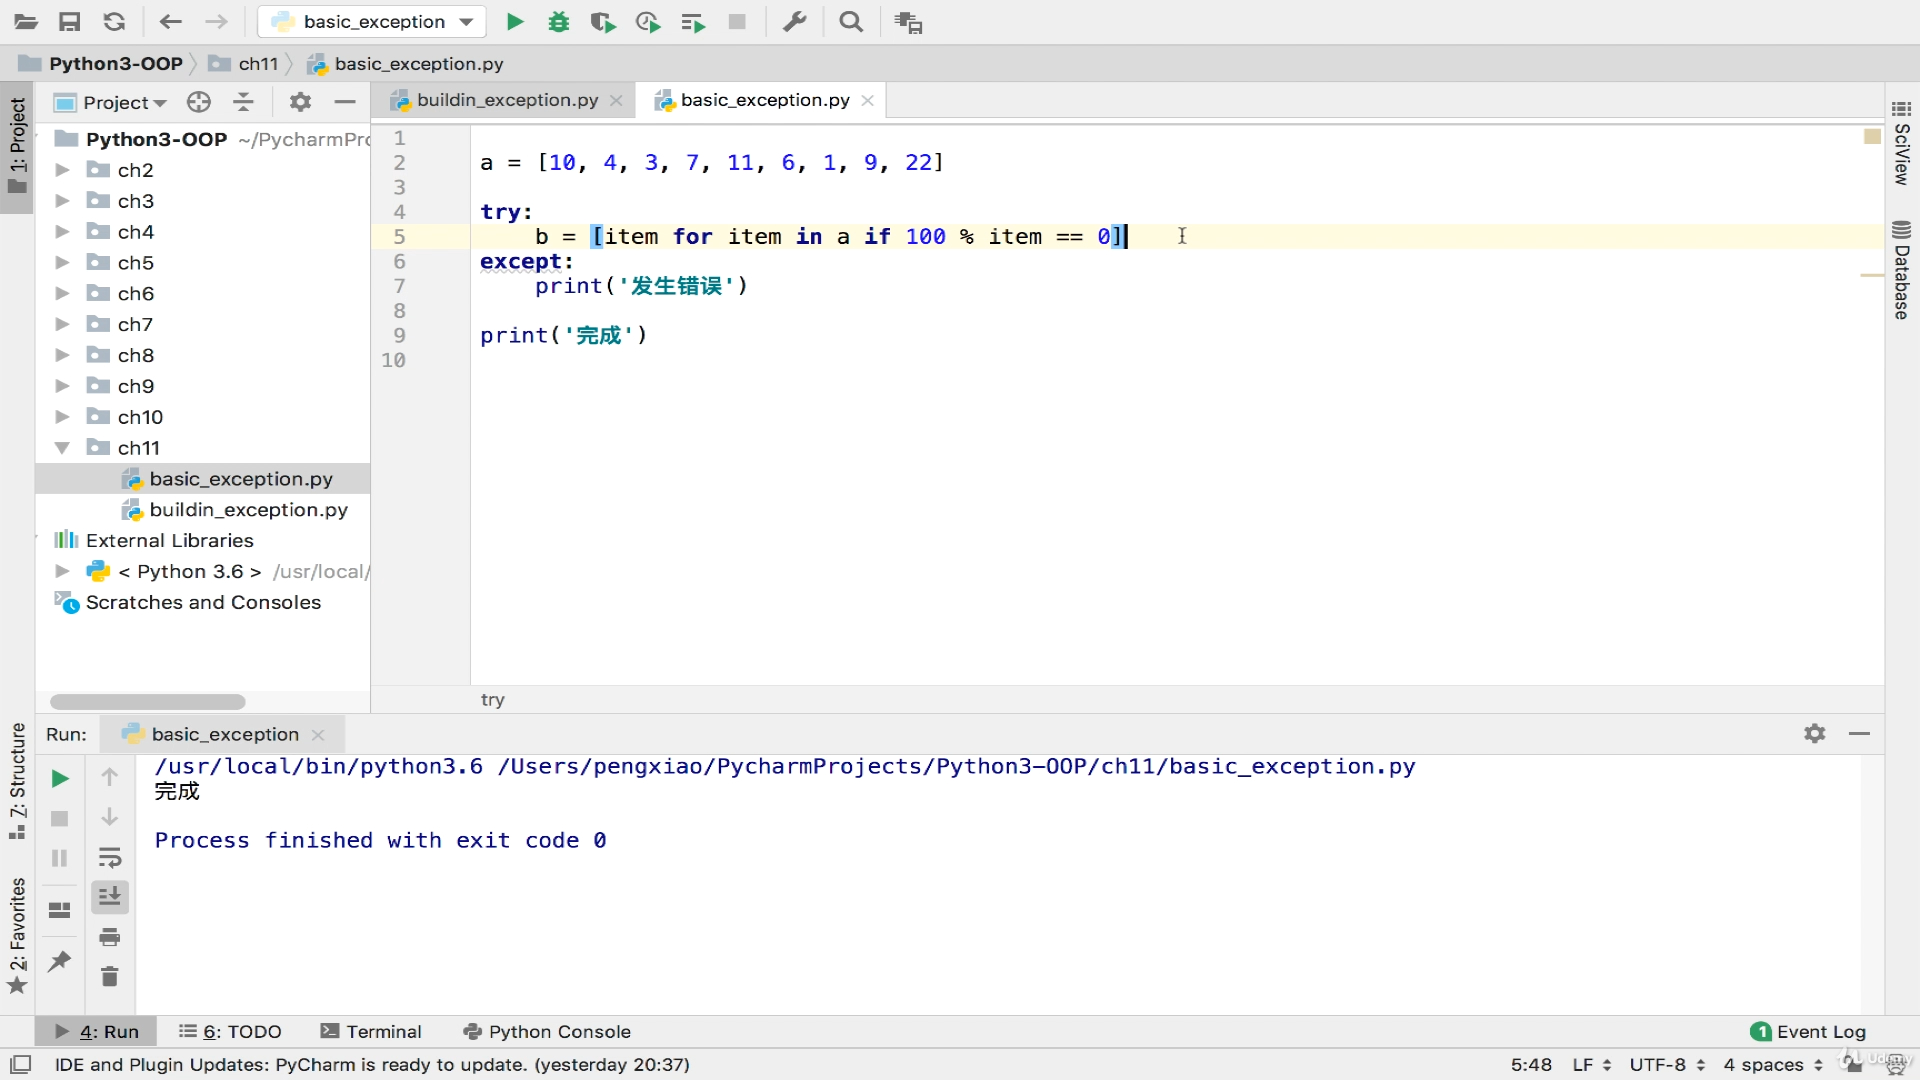 basic_exception
Python3-OOP
ch11
basic_exception.py
1: Project
Project
buildin_exception.py
basic_exception.py
Python3-OOP ~/PycharmPr
ch2
ch3
ch4
ch5
ch6
ch7
ch8
ch9
ch10
ch11
basic_exception.py
buildin_exception.py
External Libraries
< Python 3.6 > /usr/local/
Scratches and Consoles
1
2 a = [10, 4, 3, 7, 11, 6, 1, 9, 22]
3
4 try:
5 b = [item for item in a if 100 % item == 0]
6 except:
7 print('发生错误')
8
9 print('完成')
10
try
SciView
Database
Run: basic_exception
/usr/local/bin/python3.6 /Users/pengxiao/PycharmProjects/Python3-OOP/ch11/basic_exception.py
完成
Process finished with exit code 0
7: Structure
2: Favorites
4: Run
6: TODO
Terminal
Python Console
1 Event Log
IDE and Plugin Updates: PyCharm is ready to update. (yesterday 20:37)
5:48 LF UTF-8 4 spaces
Udemy